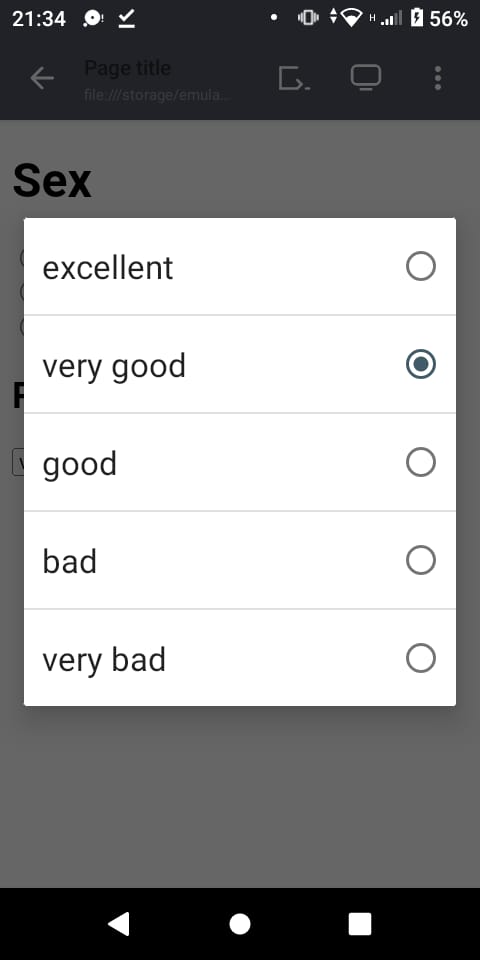 21:34
H
56%
Page title
file:///storage/emula...
Sex
excellent
very good
good
bad
very bad